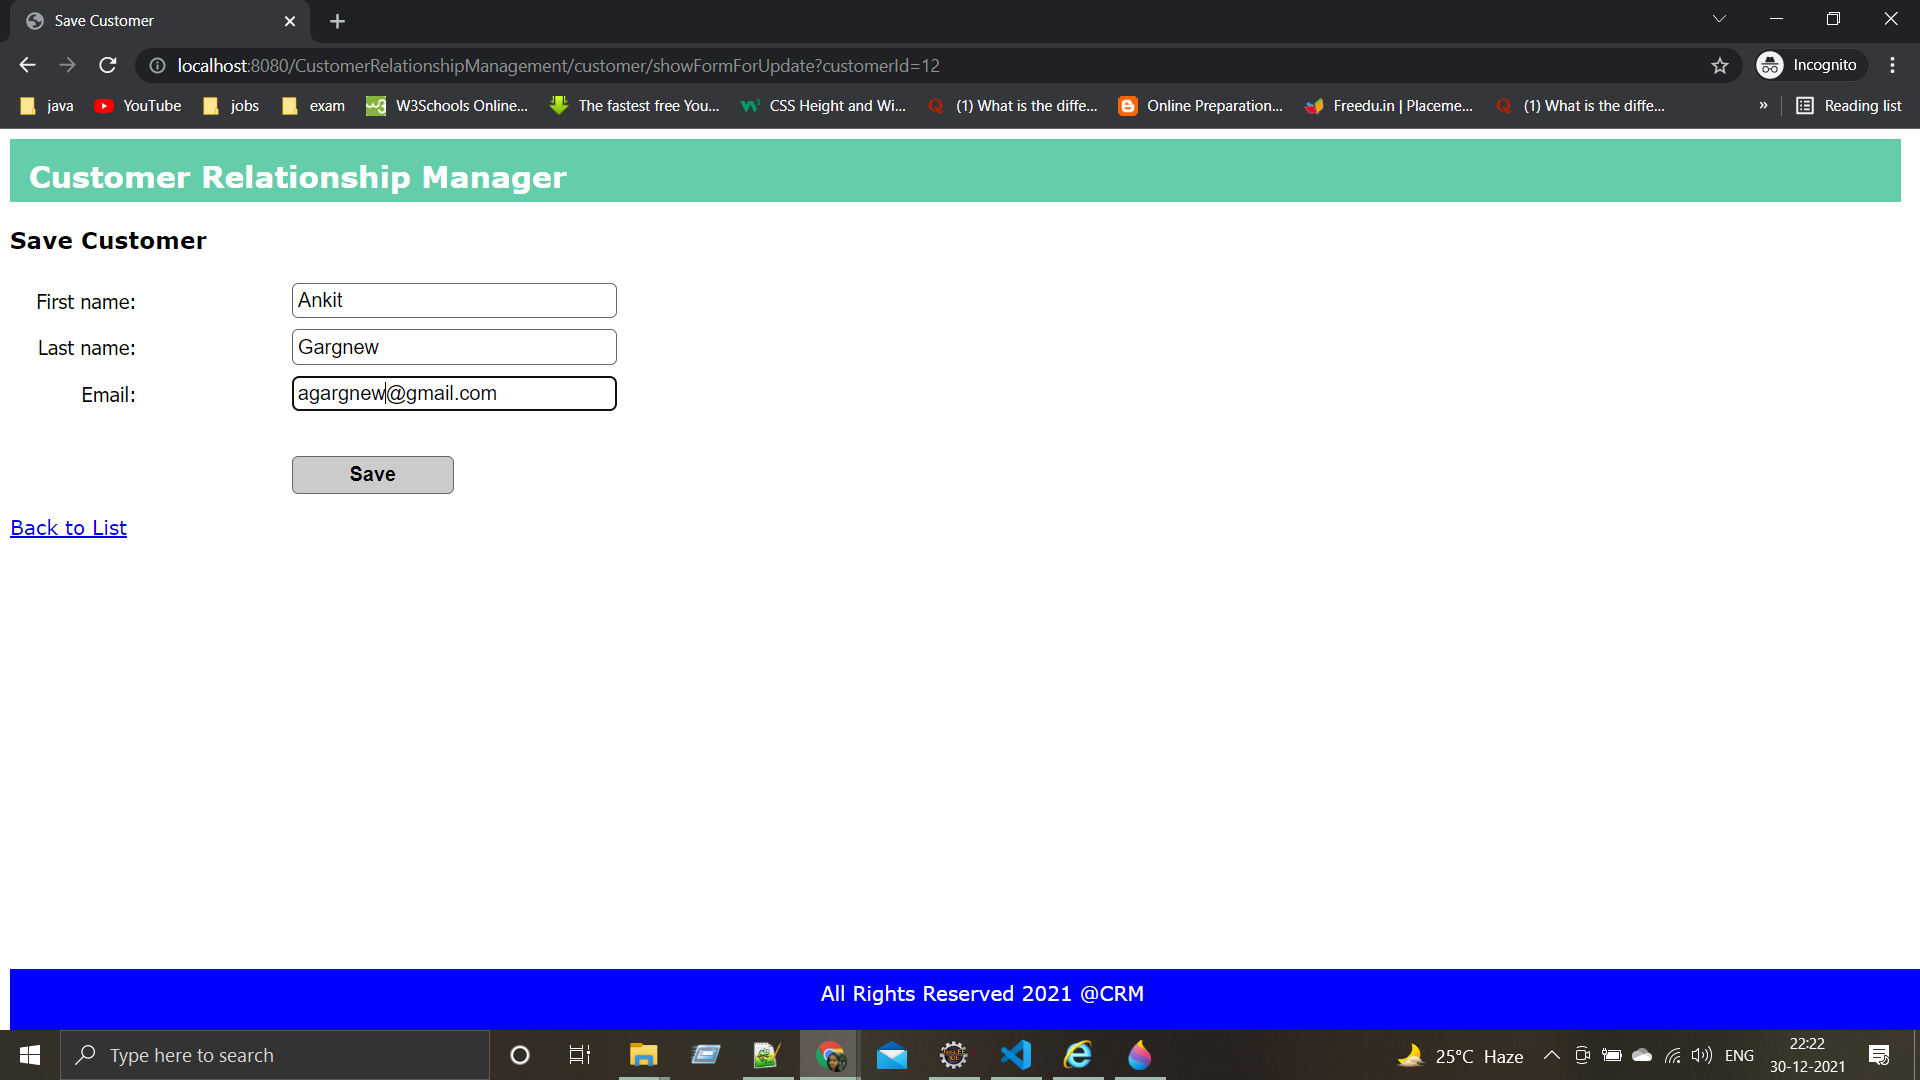 Save Customer
localhost:8080/CustomerRelationshipManagement/customer/showFormForUpdate?customerId=12
Incognito
java YouTube jobs exam W3Schools Online... The fastest free You... CSS Height and Wi... (1) What is the diffe... Online Preparation... Freedu.in | Placeme... (1) What is the diffe... » Reading list
Customer Relationship Manager
Save Customer
First name: Ankit
Last name: Gargnew
Email: agargnew@gmail.com
Save
Back to List
All Rights Reserved 2021 @CRM
Type here to search
25°C Haze
ENG
22:22
30-12-2021